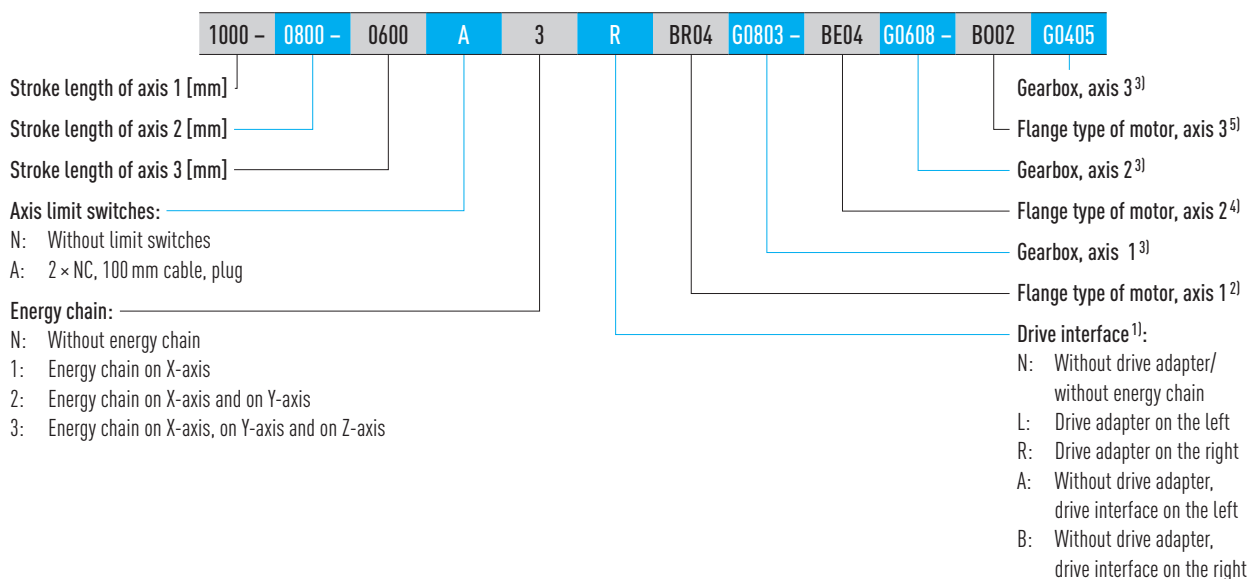 1000 – 0800 – 0600 A 3 R BR04 G0803 – BE04 G0608 – B002 G0405
Stroke length of axis 1 [mm]
Stroke length of axis 2 [mm]
Stroke length of axis 3 [mm]
Axis limit switches:
N: Without limit switches
A: 2 × NC, 100 mm cable, plug
Energy chain:
N: Without energy chain
1: Energy chain on X-axis
2: Energy chain on X-axis and on Y-axis
3: Energy chain on X-axis, on Y-axis and on Z-axis
Gearbox, axis 3 3)
Flange type of motor, axis 3 5)
Gearbox, axis 2 3)
Flange type of motor, axis 2 4)
Gearbox, axis 1 3)
Flange type of motor, axis 1 2)
Drive interface 1):
N: Without drive adapter/
without energy chain
L: Drive adapter on the left
R: Drive adapter on the right
A: Without drive adapter,
drive interface on the left
B: Without drive adapter,
drive interface on the right